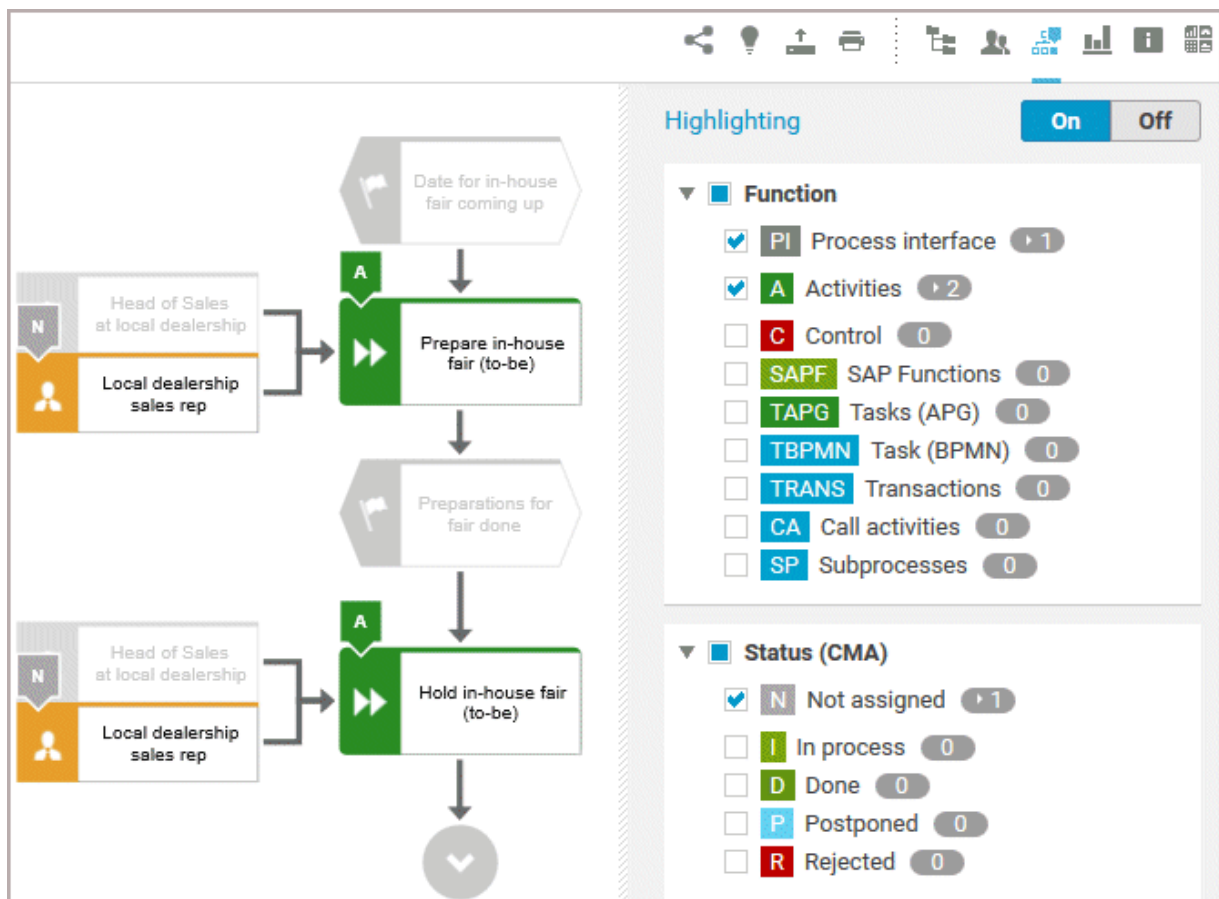 Date for in-house
fair coming up
A
Head of Sales
at local dealership
N
Local dealership
sales rep
Prepare in-house
fair (to-be)
Preparations for
fair done
A
Head of Sales
at local dealership
N
Local dealership
sales rep
Hold in-house fair
(to-be)
Highlighting On Off
Function
PI Process interface 1
A Activities 2
C Control 0
SAPF SAP Functions 0
TAPG Tasks (APG) 0
TBPMN Task (BPMN) 0
TRANS Transactions 0
CA Call activities 0
SP Subprocesses 0
Status (CMA)
N Not assigned 1
I In process 0
D Done 0
P Postponed 0
R Rejected 0